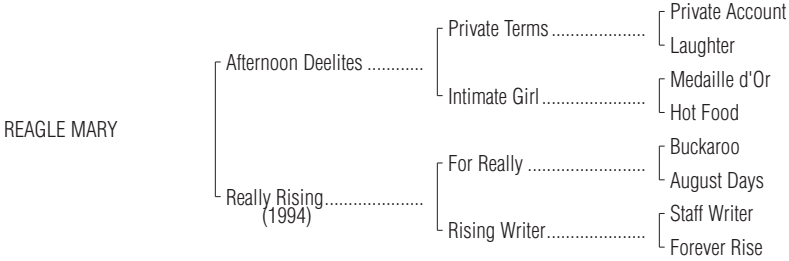 Private Account
Private Terms .....................
Laughter
Afternoon Deelites ............
Medaille d'Or
Intimate Girl .......................
Hot Food
REAGLE MARY
Buckaroo
For Really ..........................
August Days
Really Rising......................
(1994)
Staff Writer
Rising Writer......................
Forever Rise